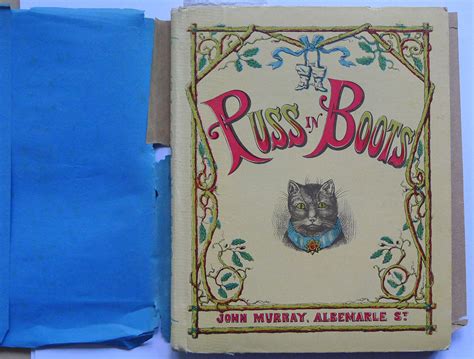 PUSS IN BOOTS
JOHN MURRAY, ALBEMARLE ST